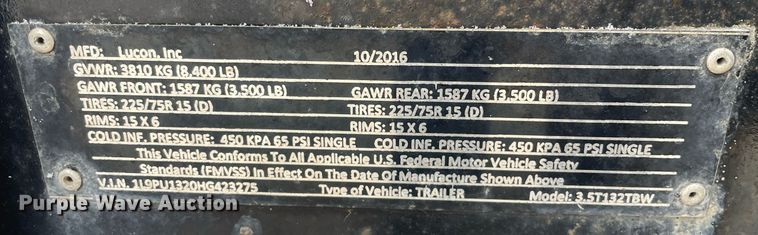 MFD: Lucon, Inc 10/2016
GVWR: 3810 KG (8,400 LB)
GAWR FRONT: 1587 KG (3,500 LB) GAWR REAR: 1587 KG (3,500 LB)
TIRES: 225/75R 15 (D) TIRES: 225/75R 15 (D)
RIMS: 15 X 6 RIMS: 15 X 6
COLD INF. PRESSURE: 450 KPA 65 PSI SINGLE COLD INF. PRESSURE: 450 KPA 65 PSI SINGLE
This Vehicle Conforms To All Applicable U.S. Federal Motor Vehicle Safety
Standards (FMVSS) In Effect On The Date Of Manufacture Shown Above
V.I.N. 1L9PU1320HG423275 Type of Vehicle: TRAILER Model: 3.5T132TBW
Purple Wave Auction